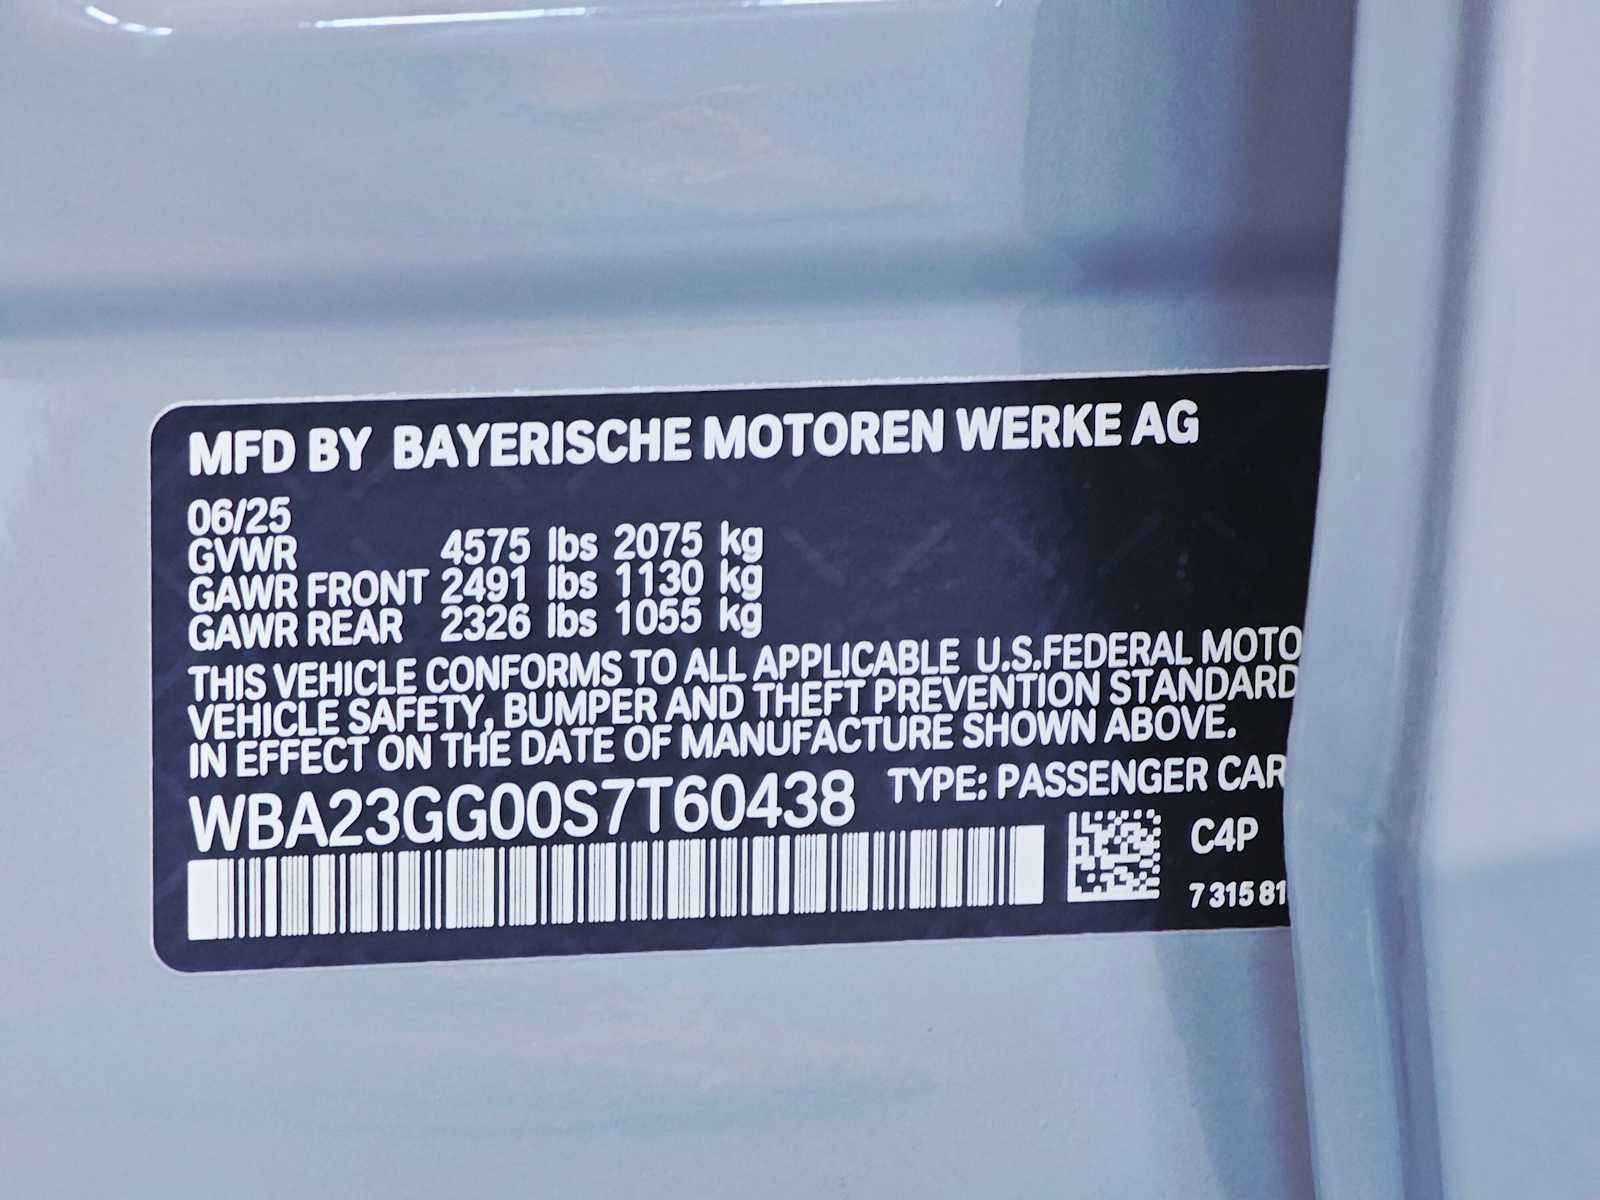 MFD BY BAYERISCHE MOTOREN WERKE AG
06/25
GVWR 4575 lbs 2075 kg
GAWR FRONT 2491 lbs 1130 kg
GAWR REAR 2326 lbs 1055 kg
THIS VEHICLE CONFORMS TO ALL APPLICABLE U.S.FEDERAL MOTO
VEHICLE SAFETY, BUMPER AND THEFT PREVENTION STANDARD
IN EFFECT ON THE DATE OF MANUFACTURE SHOWN ABOVE.
WBA23GG00S7T60438 TYPE: PASSENGER CAR
C4P
7 315 81